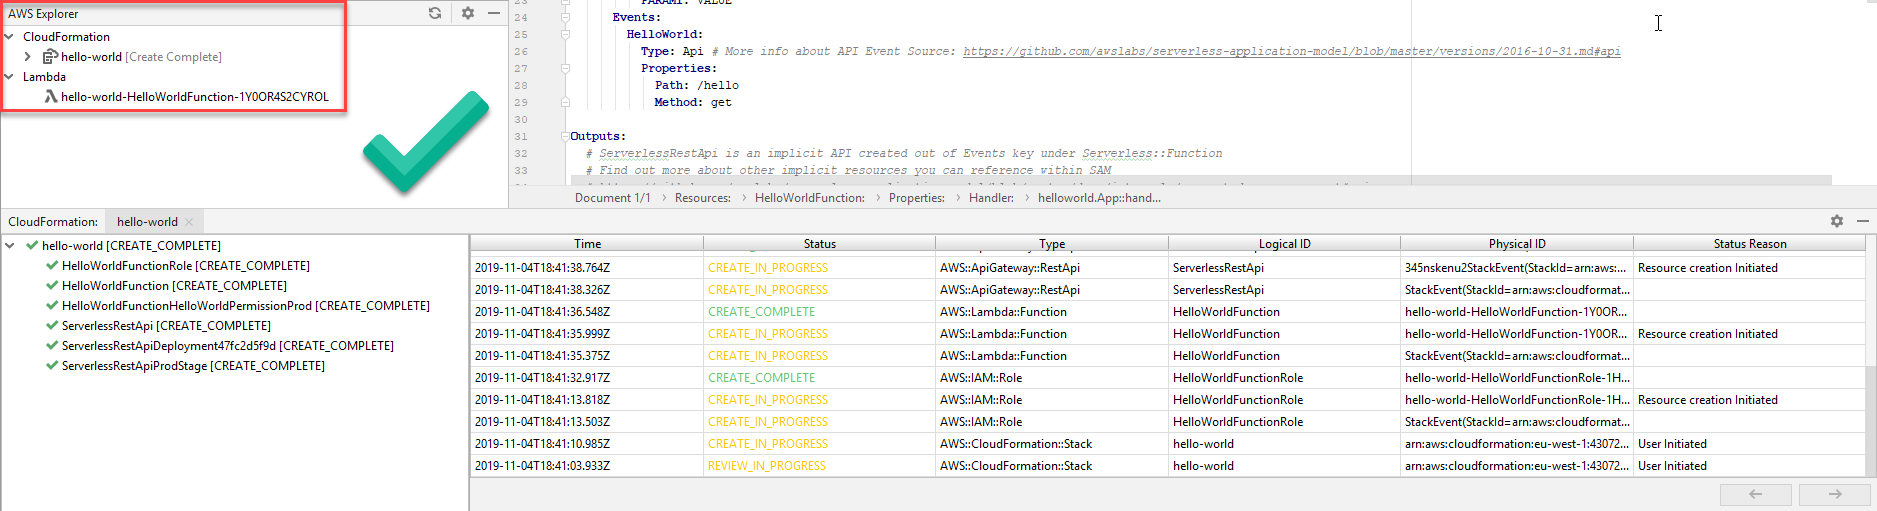 AWS Explorer
CloudFormation
hello-world [Create Complete]
Lambda
hello-world-HelloWorldFunction-1Y0OR4S2CYROL
23 PARAM1: VALUE
24 Events:
25 HelloWorld:
26 Type: Api # More info about API Event Source: https://github.com/awslabs/serverless-application-model/blob/master/versions/2016-10-31.md#api
27 Properties:
28 Path: /hello
29 Method: get
30
31 Outputs:
32 # ServerlessRestApi is an implicit API created out of Events key under Serverless::Function
33 # Find out more about other implicit resources you can reference within SAM
Document 1/1 Resources: HelloWorldFunction: Properties: Handler: helloworld.App::hand...
CloudFormation: hello-world
hello-world [CREATE_COMPLETE]
HelloWorldFunctionRole [CREATE_COMPLETE]
HelloWorldFunction [CREATE_COMPLETE]
HelloWorldFunctionHelloWorldPermissionProd [CREATE_COMPLETE]
ServerlessRestApi [CREATE_COMPLETE]
ServerlessRestApiDeployment47fc2d5f9d [CREATE_COMPLETE]
ServerlessRestApiProdStage [CREATE_COMPLETE]
Time Status Type Logical ID Physical ID Status Reason
2019-11-04T18:41:38.764Z CREATE_IN_PROGRESS AWS::ApiGateway::RestApi ServerlessRestApi 345nskenu2StackEvent(StackId=arn:aws:... Resource creation Initiated
2019-11-04T18:41:38.326Z CREATE_IN_PROGRESS AWS::ApiGateway::RestApi ServerlessRestApi StackEvent(StackId=arn:aws:cloudformat...
2019-11-04T18:41:36.548Z CREATE_COMPLETE AWS::Lambda::Function HelloWorldFunction hello-world-HelloWorldFunction-1Y0OR...
2019-11-04T18:41:35.999Z CREATE_IN_PROGRESS AWS::Lambda::Function HelloWorldFunction hello-world-HelloWorldFunction-1Y0OR... Resource creation Initiated
2019-11-04T18:41:35.375Z CREATE_IN_PROGRESS AWS::Lambda::Function HelloWorldFunction StackEvent(StackId=arn:aws:cloudformat...
2019-11-04T18:41:32.917Z CREATE_COMPLETE AWS::IAM::Role HelloWorldFunctionRole hello-world-HelloWorldFunctionRole-1H...
2019-11-04T18:41:13.818Z CREATE_IN_PROGRESS AWS::IAM::Role HelloWorldFunctionRole hello-world-HelloWorldFunctionRole-1H... Resource creation Initiated
2019-11-04T18:41:13.503Z CREATE_IN_PROGRESS AWS::IAM::Role HelloWorldFunctionRole StackEvent(StackId=arn:aws:cloudformat...
2019-11-04T18:41:10.985Z CREATE_IN_PROGRESS AWS::CloudFormation::Stack hello-world arn:aws:cloudformation:eu-west-1:43072... User Initiated
2019-11-04T18:41:03.933Z REVIEW_IN_PROGRESS AWS::CloudFormation::Stack hello-world arn:aws:cloudformation:eu-west-1:43072... User Initiated